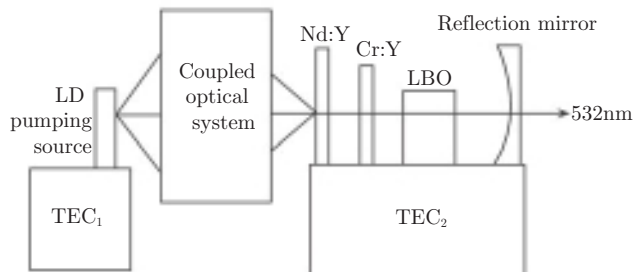 Reflection mirror
Nd:Y
Cr:Y
LBO
Coupled
optical
system
LD
pumping
source
532nm
TEC₁
TEC₂